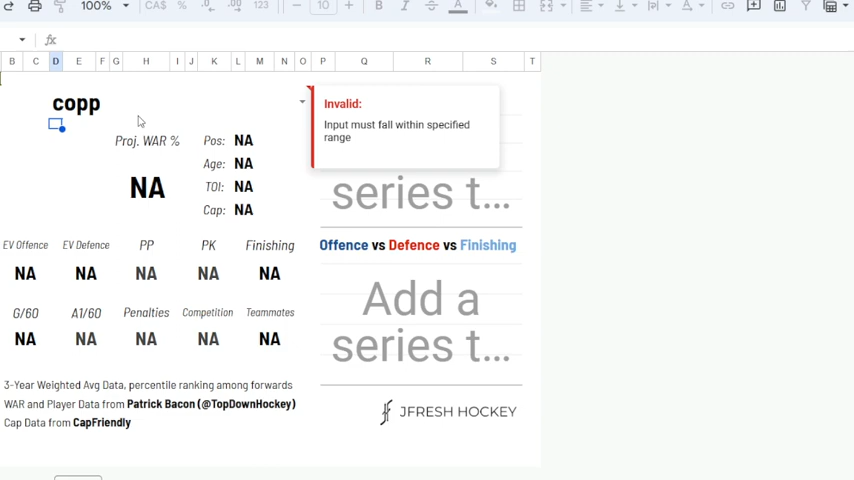 100% CA$ % .0 .00 123 10 B I A
fx
B C D E F G H I J K L M N O P Q R S T
copp
Invalid:
Input must fall within specified
range
Proj. WAR %
NA
Pos: NA
Age: NA
TOI: NA
Cap: NA
series t...
EV Offence EV Defence PP PK Finishing
NA NA NA NA NA
G/60 A1/60 Penalties Competition Teammates
NA NA NA NA NA
Offence vs Defence vs Finishing
Add a
series t...
3-Year Weighted Avg Data, percentile ranking among forwards
WAR and Player Data from Patrick Bacon (@TopDownHockey)
Cap Data from CapFriendly
JFRESH HOCKEY